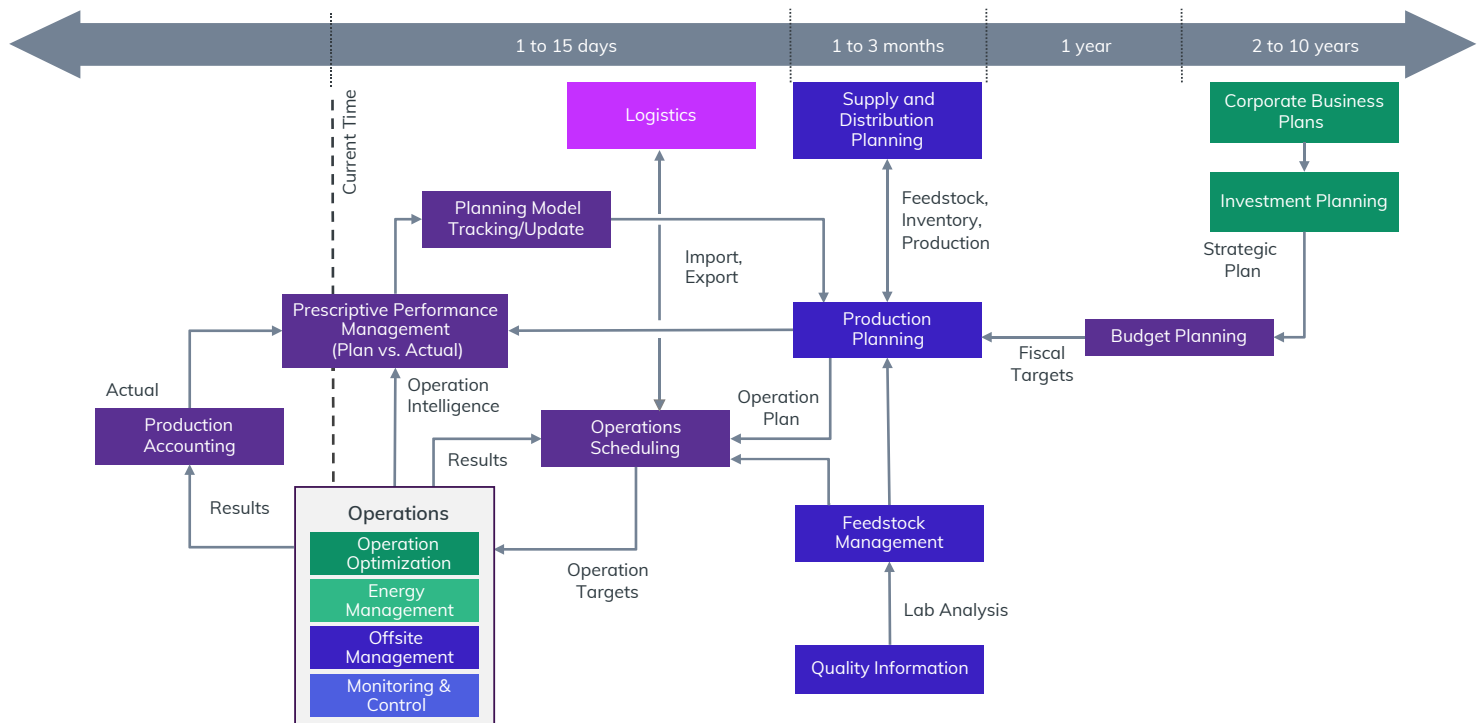 1 to 15 days
1 to 3 months
1 year
2 to 10 years
Current Time
Logistics
Supply and
Distribution
Planning
Corporate Business
Plans
Planning Model
Tracking/Update
Feedstock,
Inventory,
Production
Investment Planning
Import,
Export
Strategic
Plan
Prescriptive Performance
Management
(Plan vs. Actual)
Production
Planning
Budget Planning
Fiscal
Targets
Actual
Operation
Intelligence
Operation
Plan
Production
Accounting
Operations
Scheduling
Results
Results
Operations
Operation
Optimization
Energy
Management
Offsite
Management
Monitoring &
Control
Operation
Targets
Feedstock
Management
Lab Analysis
Quality Information